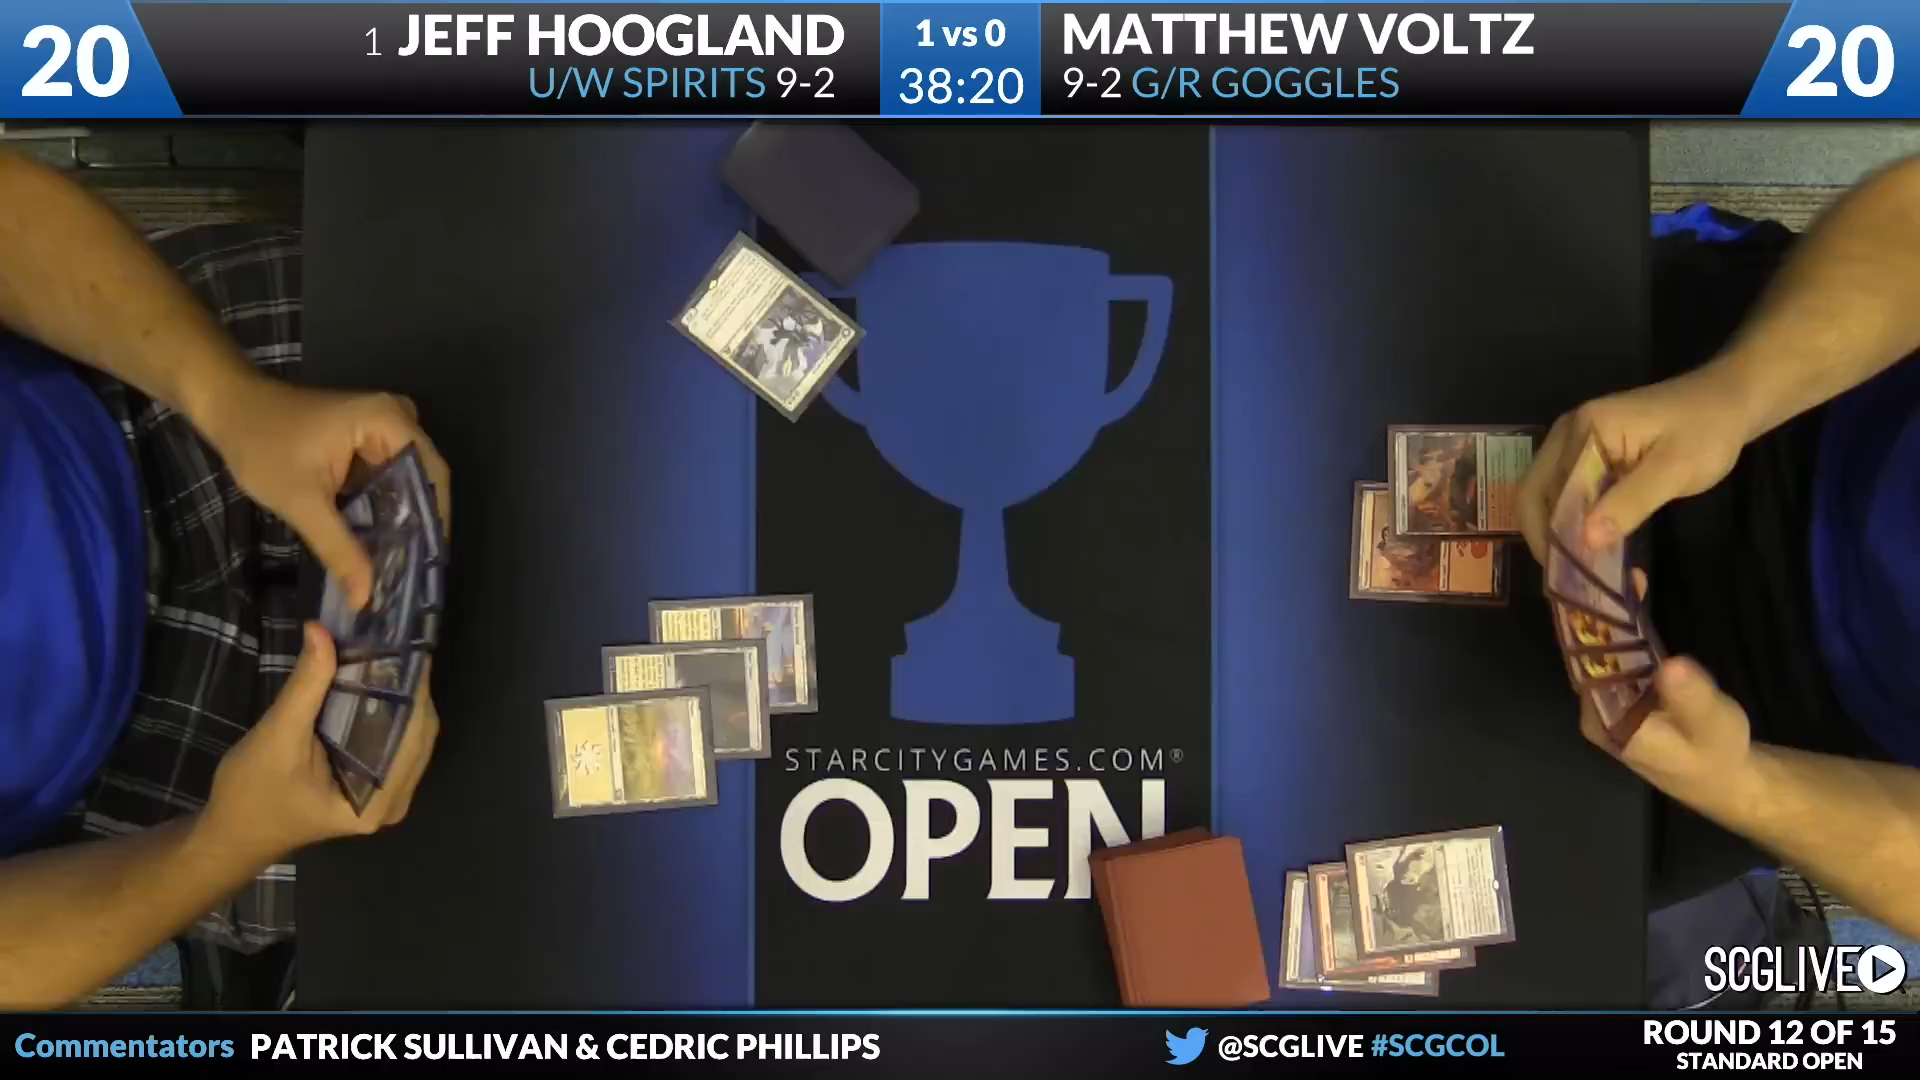 20
1 JEFF HOOGLAND
U/W SPIRITS 9-2
1 vs 0
38:20
MATTHEW VOLTZ
9-2 G/R GOGGLES
20
STARCITYGAMES.COM®
OPEN
SCGLIVE
Commentators PATRICK SULLIVAN & CEDRIC PHILLIPS
@SCGLIVE #SCGCOL
ROUND 12 OF 15
STANDARD OPEN